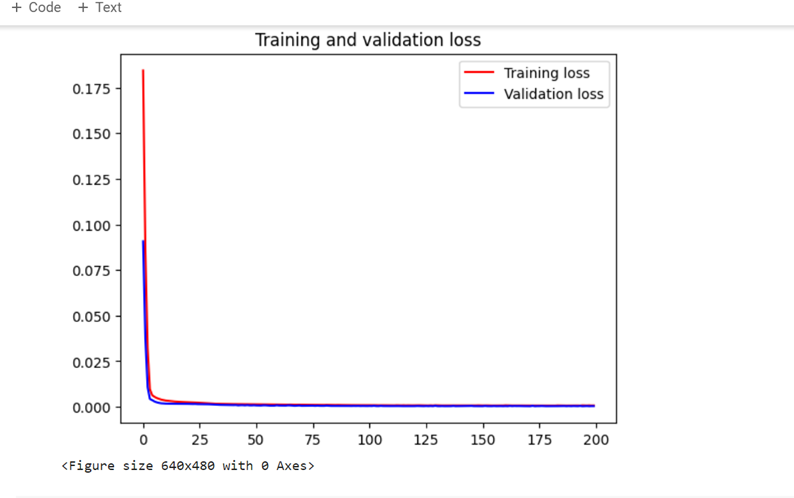 + Code + Text
Training and validation loss
Training loss
Validation loss
0.175
0.150
0.125
0.100
0.075
0.050
0.025
0.000
0 25 50 75 100 125 150 175 200
<Figure size 640x480 with 0 Axes>